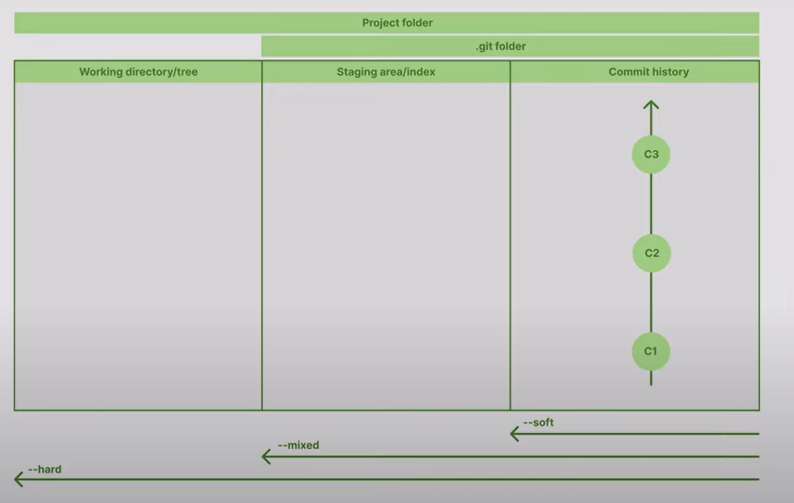 Project folder
.git folder
Working directory/tree
Staging area/index
Commit history
C3
C2
C1
--soft
--mixed
--hard